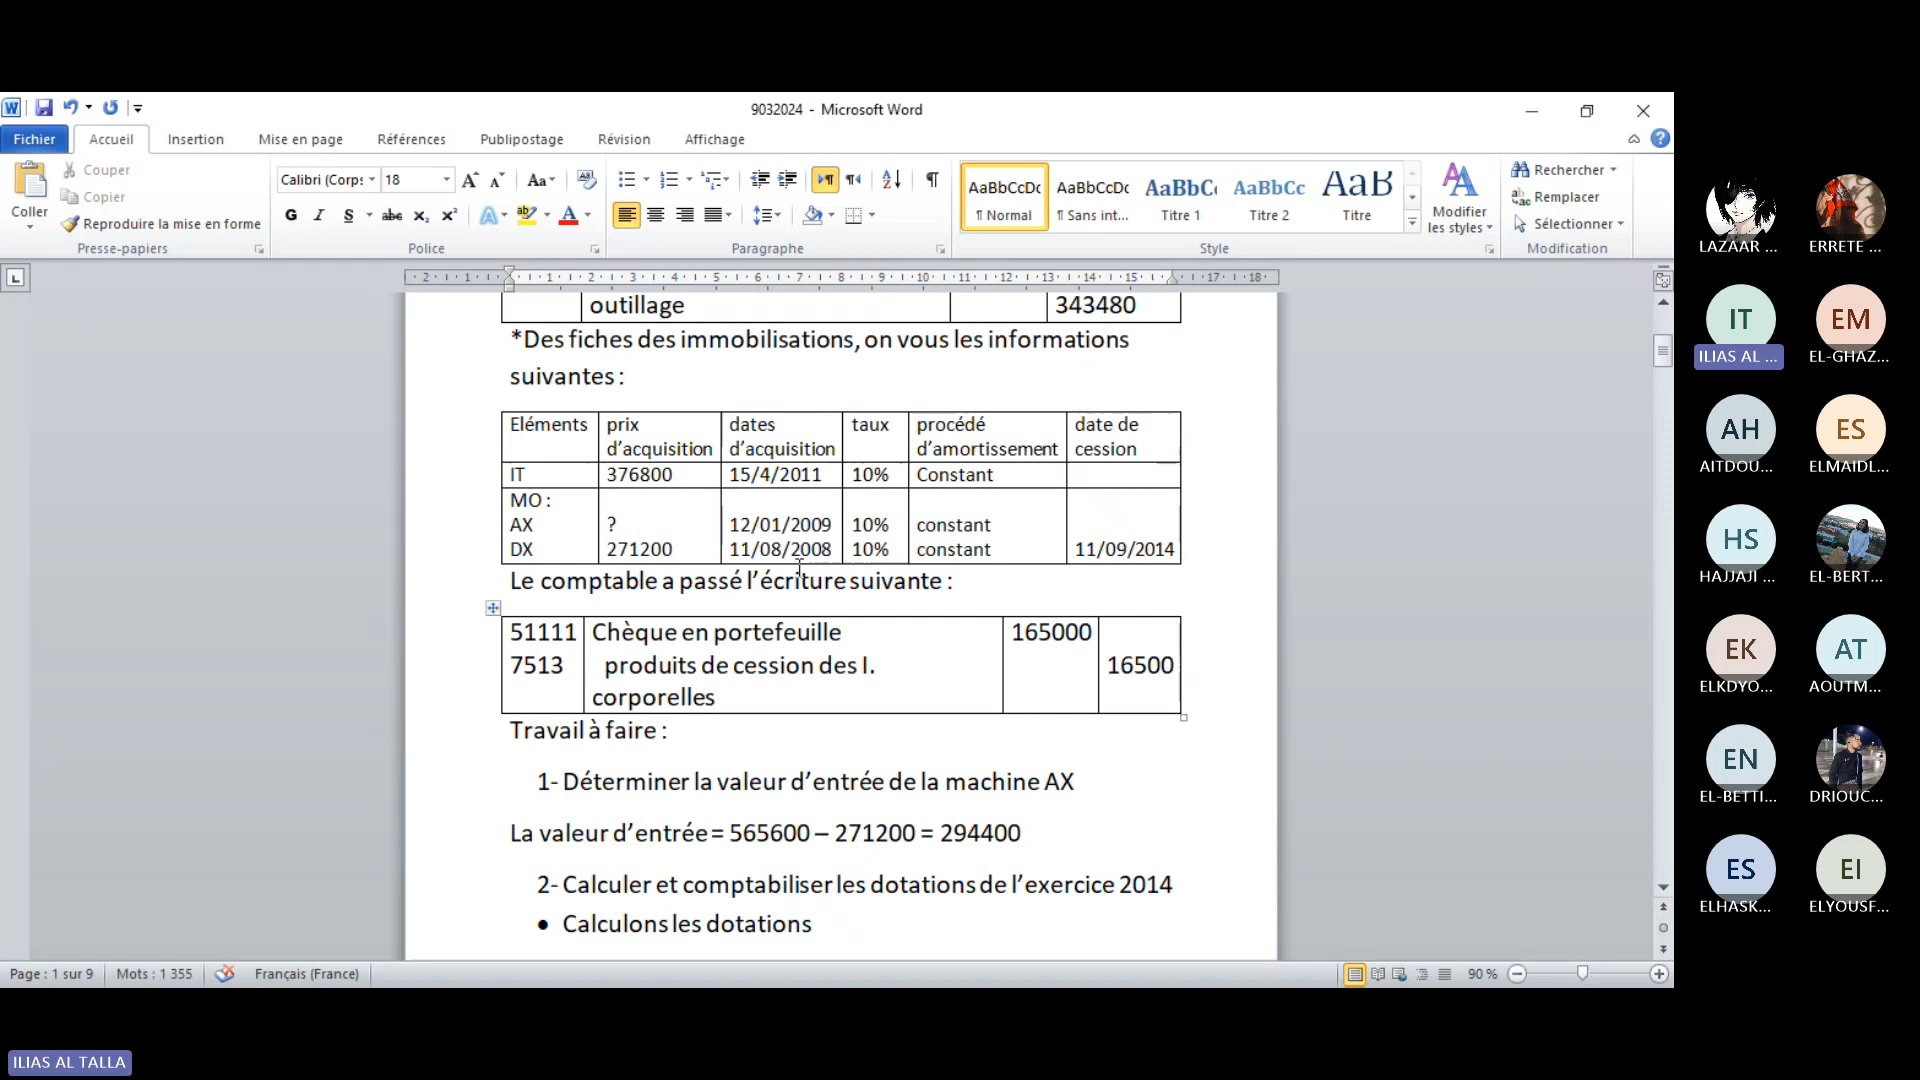 9032024 - Microsoft Word
Fichier Accueil Insertion Mise en page Références Publipostage Révision Affichage
Coller
Couper
Copier
Reproduire la mise en forme
Presse-papiers
Calibri (Corps 18
Police
Paragraphe
AaBbCcDc AaBbCcDc AaBbC AaBbCc AaB
¶ Normal ¶ Sans int... Titre 1 Titre 2 Titre
Modifier
les styles
Style
Rechercher
Remplacer
Sélectionner
Modification
outillage 343480
*Des fiches des immobilisations, on vous les informations
suivantes :
Eléments prix d’acquisition dates d’acquisition taux procédé d’amortissement date de cession
IT 376800 15/4/2011 10% Constant
MO :
AX ? 12/01/2009 10% constant
DX 271200 11/08/2008 10% constant 11/09/2014
Le comptable a passé l’écriture suivante :
51111 Chèque en portefeuille 165000
7513 produits de cession des I. 16500
corporelles
Travail à faire :
1- Déterminer la valeur d’entrée de la machine AX
La valeur d’entrée = 565600 – 271200 = 294400
2- Calculer et comptabiliser les dotations de l’exercice 2014
• Calculons les dotations
Page : 1 sur 9 Mots : 1 355 Français (France) 90 %
LAZAAR ... ERRETE ...
IT EM
ILIAS AL ... EL-GHAZ...
AH ES
AITDOU... ELMAIDL...
HS
HAJJAJI ... EL-BERT...
EK AT
ELKDYO... AOUTM...
EN
EL-BETTI... DRIOUC...
ES EI
ELHASK... ELYOUSF...
ILIAS AL TALLA